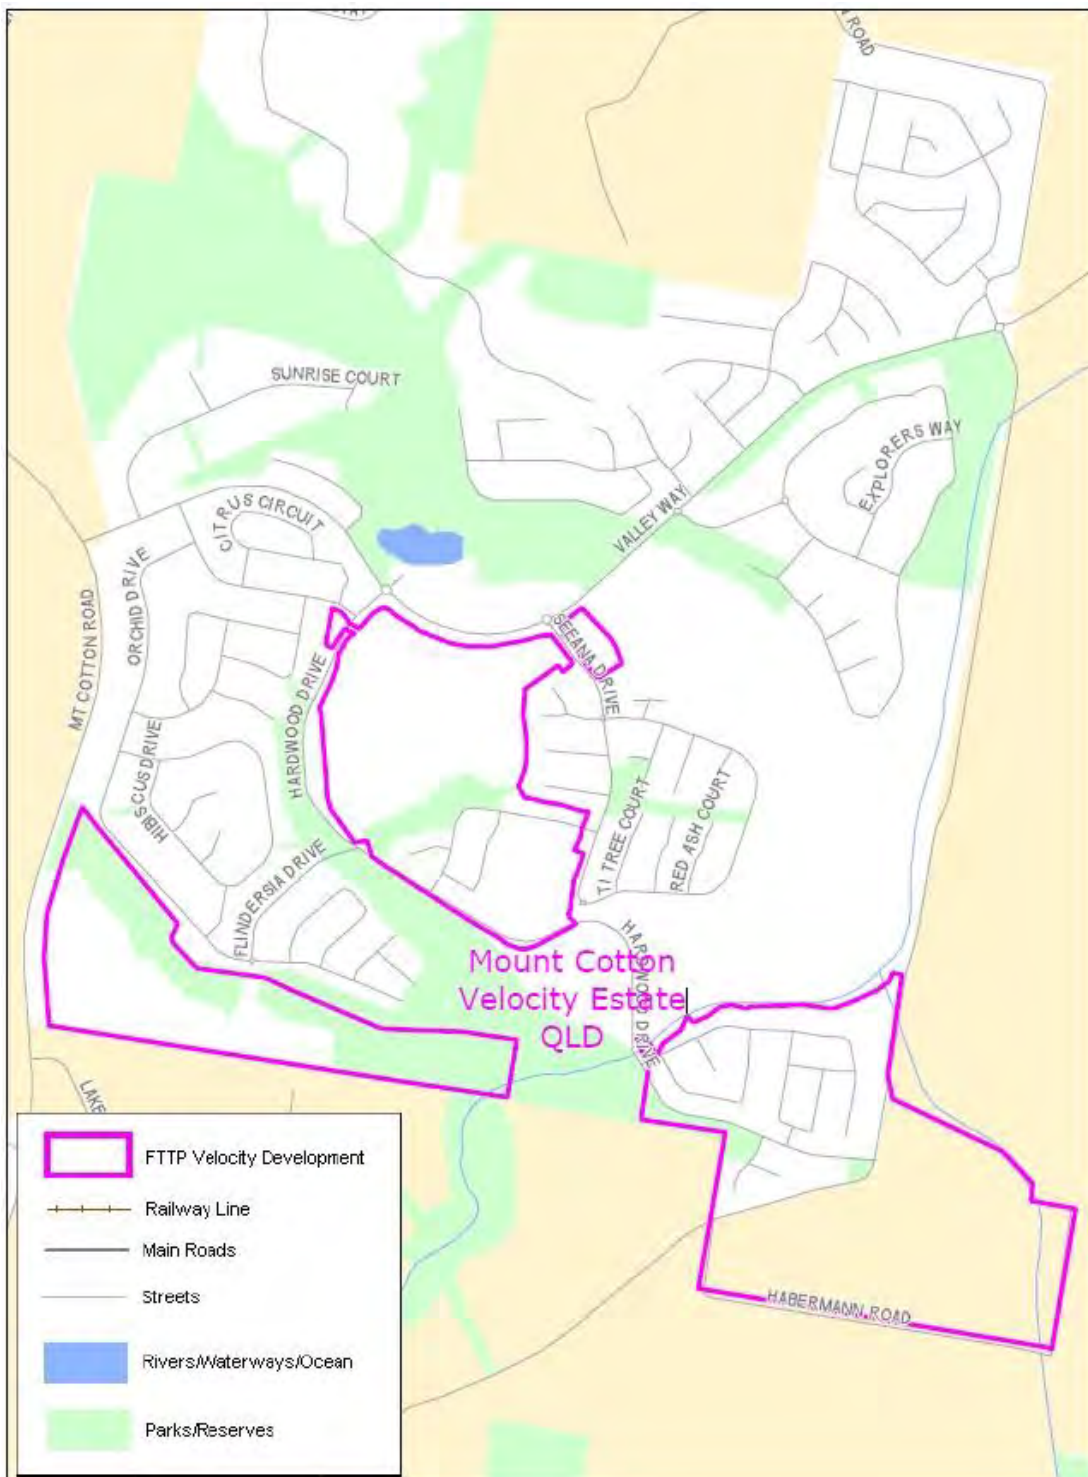 ROAD
SUNRISE COURT
CITRUS CIRCUIT
EXPLORERS WAY
VALLEY WAY
ORCHID DRIVE
MT COTTON ROAD
SEEANA DRIVE
HARDWOOD DRIVE
HIBISCUS DRIVE
TI TREE COURT
RED ASH COURT
FLINDERSIA DRIVE
HARDWOOD DRIVE
Mount Cotton
Velocity Estate
QLD
LAKE
HABERMANN ROAD
FTTP Velocity Development
Railway Line
Main Roads
Streets
Rivers/Waterways/Ocean
Parks/Reserves